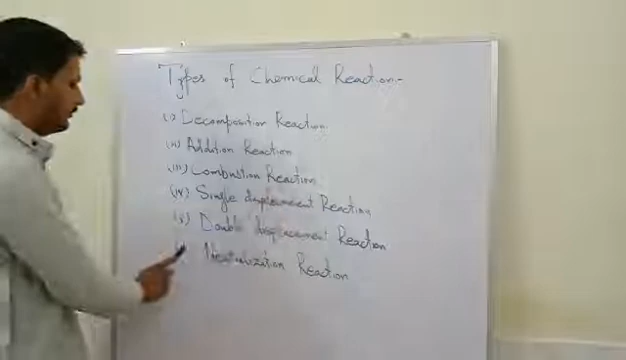 Types of Chemical Reaction-
(i) Decomposition Reaction
(ii) Addition Reaction
(iii) Combustion Reaction
(iv) Single displacement Reaction
(v) Double displacement Reaction
Neutralization Reaction